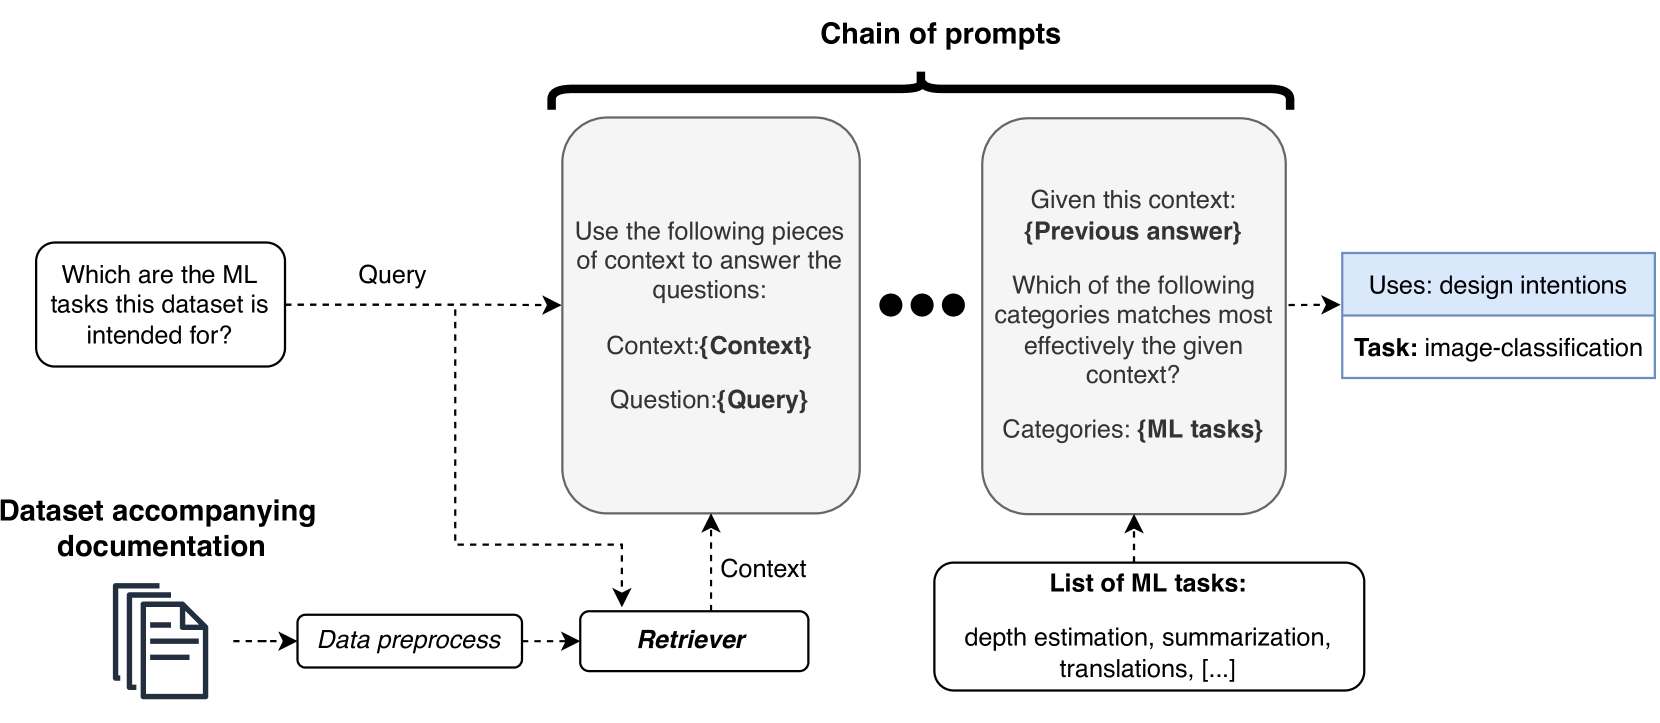 Chain of prompts
Which are the ML
tasks this dataset is
intended for?
Query
Use the following pieces
of context to answer the
questions:
Context:{Context}
Question:{Query}
Given this context:
{Previous answer}
Which of the following
categories matches most
effectively the given
context?
Categories: {ML tasks}
Uses: design intentions
Task: image-classification
Dataset accompanying
documentation
Data preprocess
Retriever
Context
List of ML tasks:
depth estimation, summarization,
translations, [...]